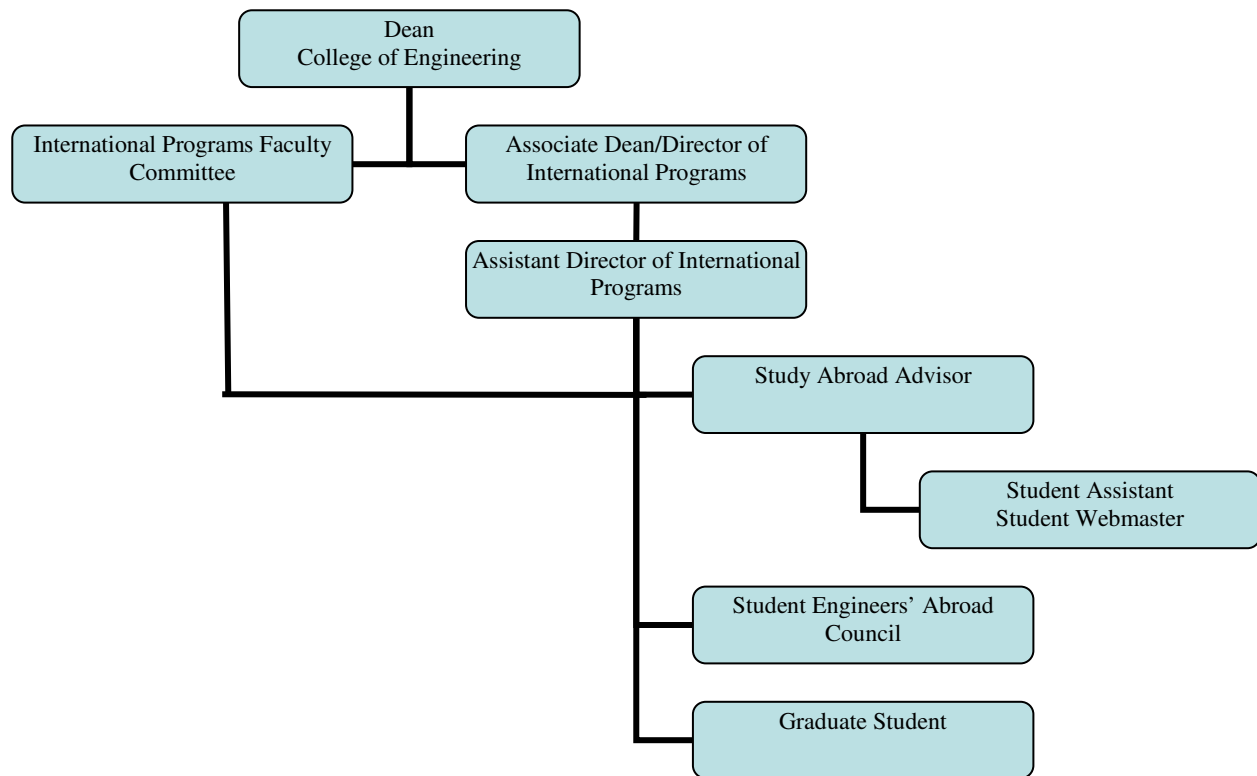 Dean
College of Engineering
International Programs Faculty
Committee
Associate Dean/Director of
International Programs
Assistant Director of International
Programs
Study Abroad Advisor
Student Assistant
Student Webmaster
Student Engineers’ Abroad
Council
Graduate Student